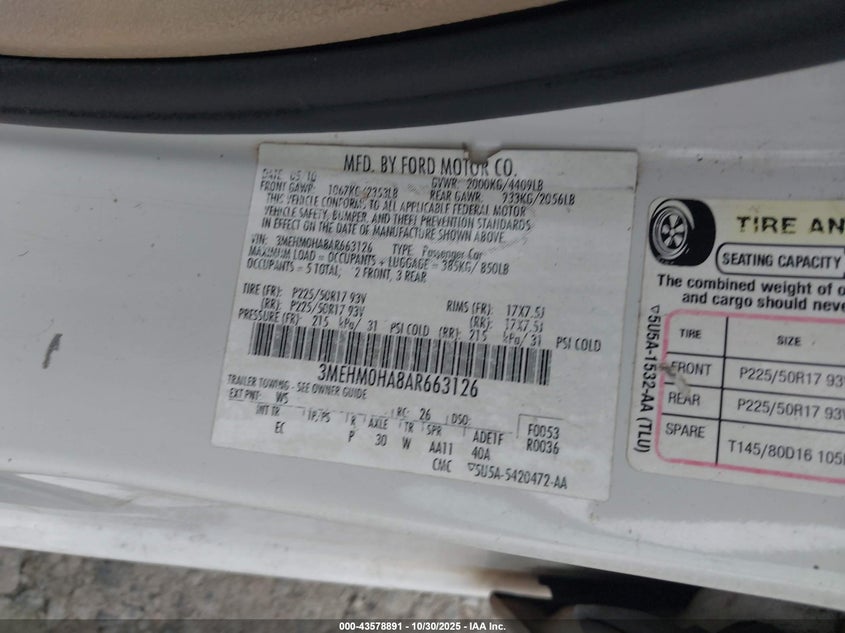 MFD. BY FORD MOTOR CO.
DATE 05/10 GVWR: 2000KG/4409LB
FRONT GAWR: 1067KG/2353LB REAR GAWR: 933KG/2056LB
THIS VEHICLE CONFORMS TO ALL APPLICABLE FEDERAL MOTOR
VEHICLE SAFETY, BUMPER, AND THEFT PREVENTION STANDARDS
IN EFFECT ON THE DATE OF MANUFACTURE SHOWN ABOVE.
VIN: 3MEHM0HA8AR663126 TYPE: Passenger Car
MAXIMUM LOAD = OCCUPANTS + LUGGAGE = 385KG/ 850LB
OCCUPANTS = 5 TOTAL, 2 FRONT, 3 REAR
TIRE (FR): P225/50R17 93V RIMS (FR): 17X7.5J
(RR): P225/50R17 93V (RR): 17X7.5J
PRESSURE (FR): 215 kPa/ 31 PSI COLD (RR): 215 kPa/ 31 PSI COLD
3MEHM0HA8AR663126
TRAILER TOWING - SEE OWNER GUIDE
EXT PNT: WS RC: 26 DSO:
INT TR TP/PS R AXLE TR SPR ADETF F0053
EC P 30 W AA11 40A R0036
CMC ▽5U5A-5420472-AA
TIRE AN
SEATING CAPACITY
The combined weight of o
and cargo should neve
TIRE SIZE
FRONT P225/50R17 93V
REAR P225/50R17 93V
SPARE T145/80D16 105
▽5U5A-1532-AA (TLU)
000-43578891 - 10/30/2025 - IAA Inc.